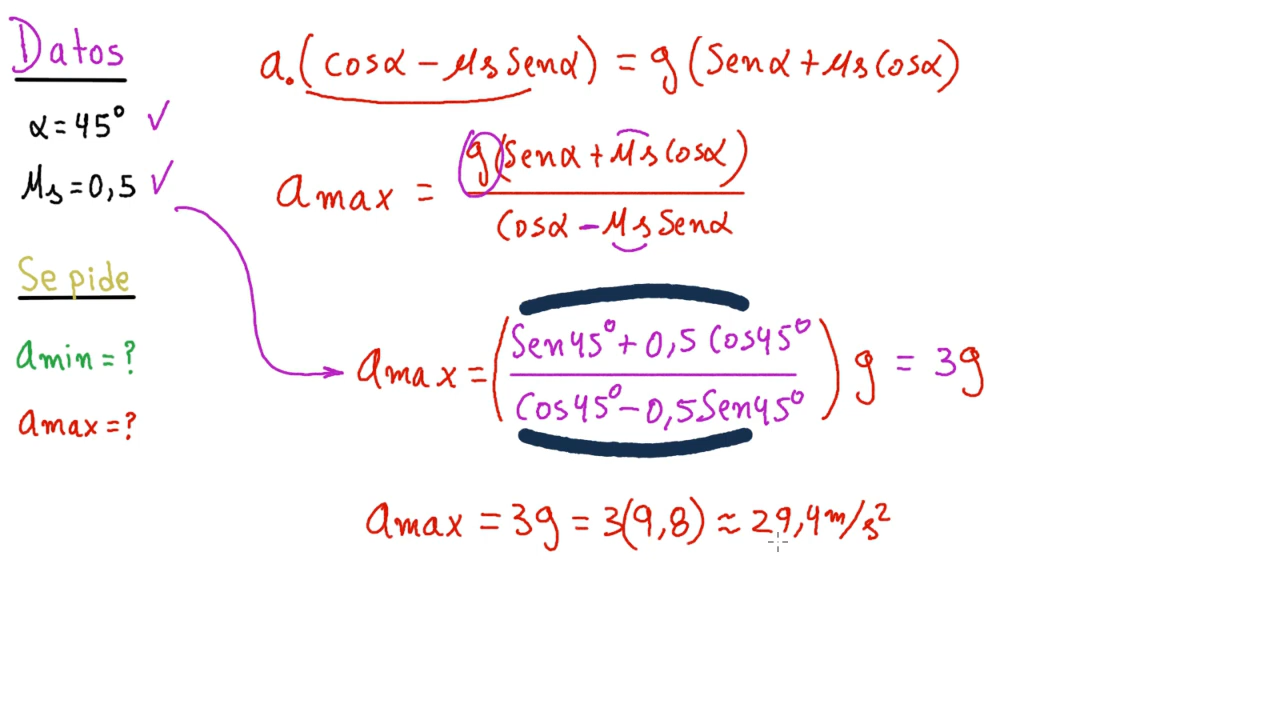 Datos
α = 45° ✓
μs = 0,5 ✓
Se pide
amin = ?
amax = ?
a.(cosα − μs Senα) = g (Senα + μs Cosα)
amax = g(Senα + μs Cosα)
Cosα − μs Senα
amax = (Sen45° + 0,5 Cos45°
Cos45° − 0,5 Sen45°) g = 3g
amax = 3g = 3(9,8) ≈ 29,4 m/s²